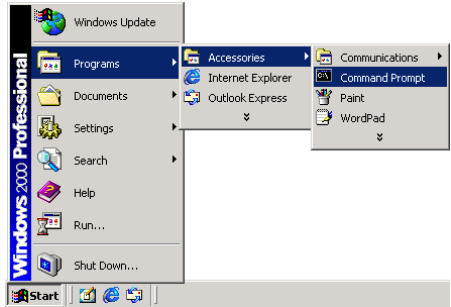 Windows Update
Programs
Documents
Settings
Search
Help
Run...
Shut Down...
Windows 2000 Professional
Start
Accessories
Internet Explorer
Outlook Express
Communications
Command Prompt
Paint
WordPad